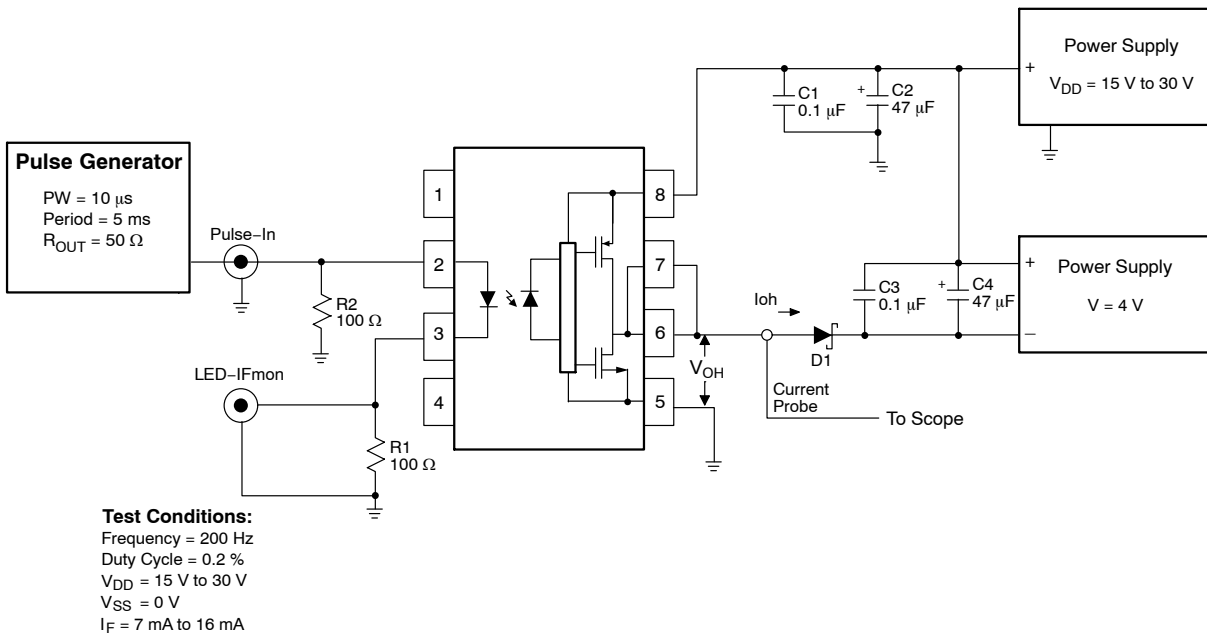 Power Supply
V_DD = 15 V to 30 V
+
C1
0.1 μF
+
C2
47 μF
Pulse Generator
PW = 10 μs
Period = 5 ms
R_OUT = 50 Ω
Pulse−In
R2
100 Ω
LED−IFmon
R1
100 Ω
1
2
3
4
8
7
6
5
V_OH
Ioh
D1
Current
Probe
To Scope
C3
0.1 μF
+
C4
47 μF
+
Power Supply
V = 4 V
−
Test Conditions:
Frequency = 200 Hz
Duty Cycle = 0.2 %
V_DD = 15 V to 30 V
V_SS = 0 V
I_F = 7 mA to 16 mA